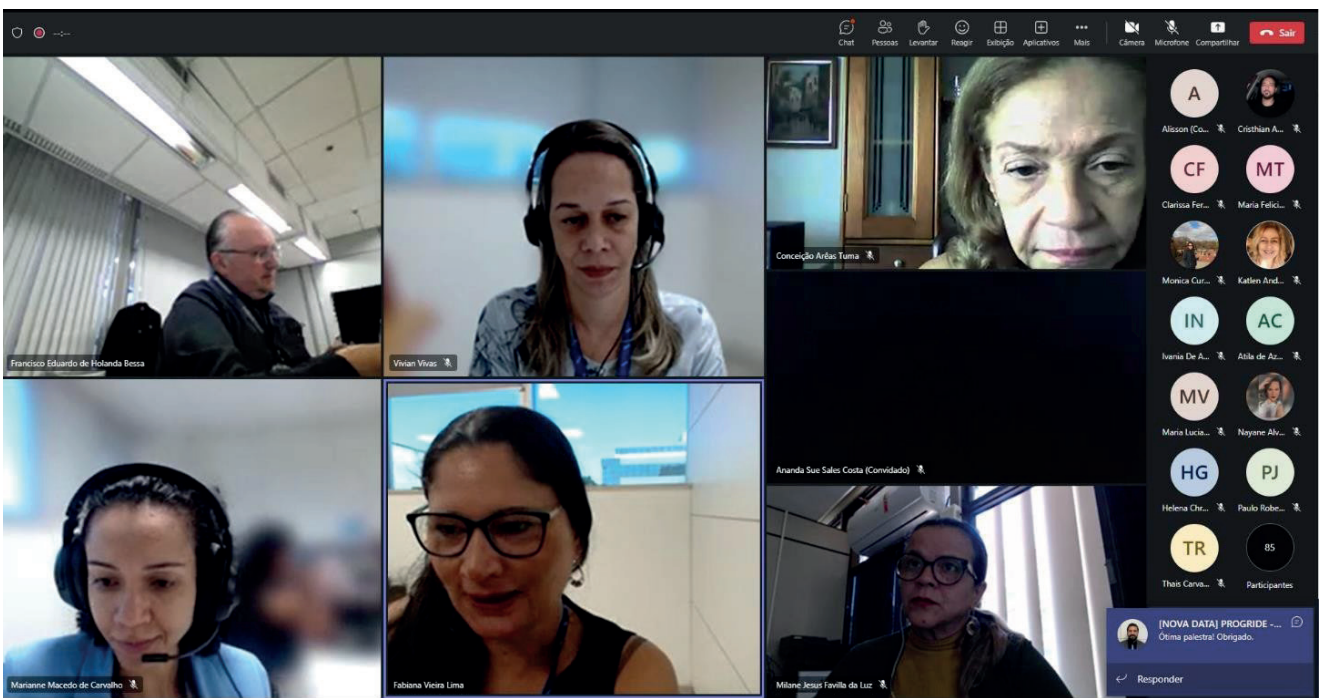 --:--
Chat
Pessoas
Levantar
Reagir
Exibição
Aplicativos
Mais
Câmera
Microfone
Compartilhar
Sair
Francisco Eduardo de Holanda Bessa
Vivian Vivas
Conceição Arêas Tuma
Ananda Sue Sales Costa (Convidado)
Marianne Macedo de Carvalho
Fabiana Vieira Lima
Milane Jesus Favilla da Luz
A
Alisson (Co...
Cristhian A...
CF
Clarissa Fer...
MT
Maria Felici...
Monica Cur...
Katlen And...
IN
Ivania De A...
AC
Atila de Az...
MV
Maria Lucia...
Nayane Alv...
HG
Helena Chr...
PJ
Paulo Robe...
TR
Thais Carva...
85
Participantes
[NOVA DATA] PROGRIDE -...
Ótima palestra! Obrigado.
Responder